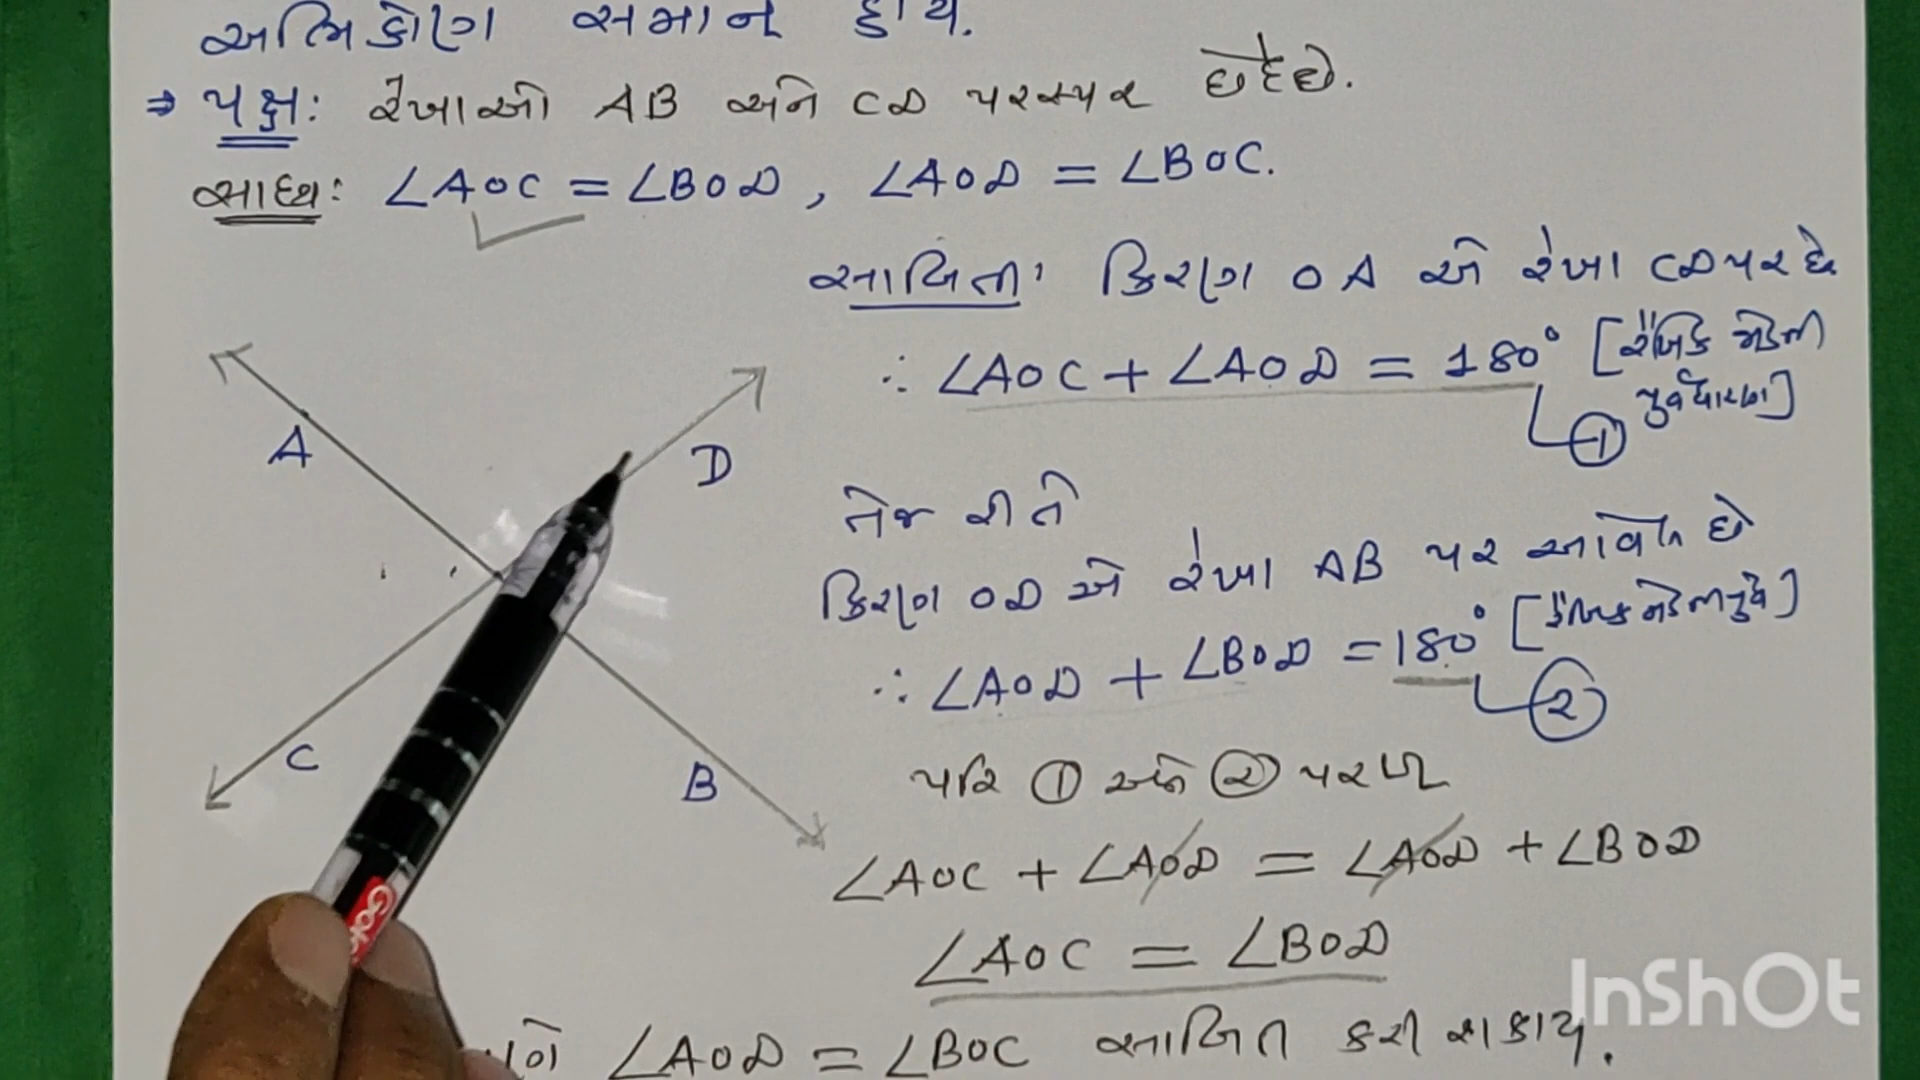 અભિકોણ સમાન હોય.
⇒ પક્ષ: રેખાઓ AB અને CD પરસ્પર છેદે છે.
સાધ્ય: ∠AOC = ∠BOD, ∠AOD = ∠BOC.
સાબિતી: કિરણ OA એ રેખા CD પર છે
∴ ∠AOC + ∠AOD = 180° [રૈખિક જોડની
પુર્વધારણા]
①
તેજ રીતે
કિરણ OD એ રેખા AB પર આવેલ છે
∴ ∠AOD + ∠BOD = 180°
②
પરિ ① અને ② પરથી
∠AOC + ∠AOD = ∠AOD + ∠BOD
∠AOC = ∠BOD
∠AOD = ∠BOC સાબિત કરી શકાય.
A
D
C
B
InShOt